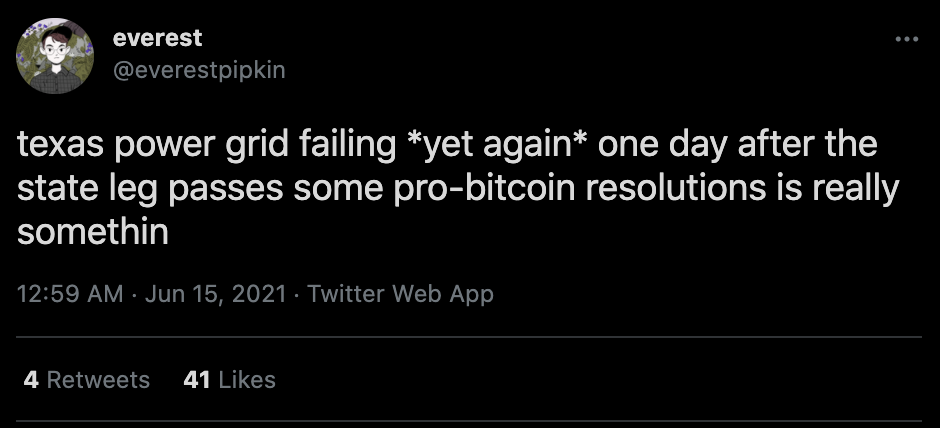 everest
@everestpipkin
texas power grid failing *yet again* one day after the
state leg passes some pro-bitcoin resolutions is really
somethin
12:59 AM · Jun 15, 2021 · Twitter Web App
4 Retweets 41 Likes